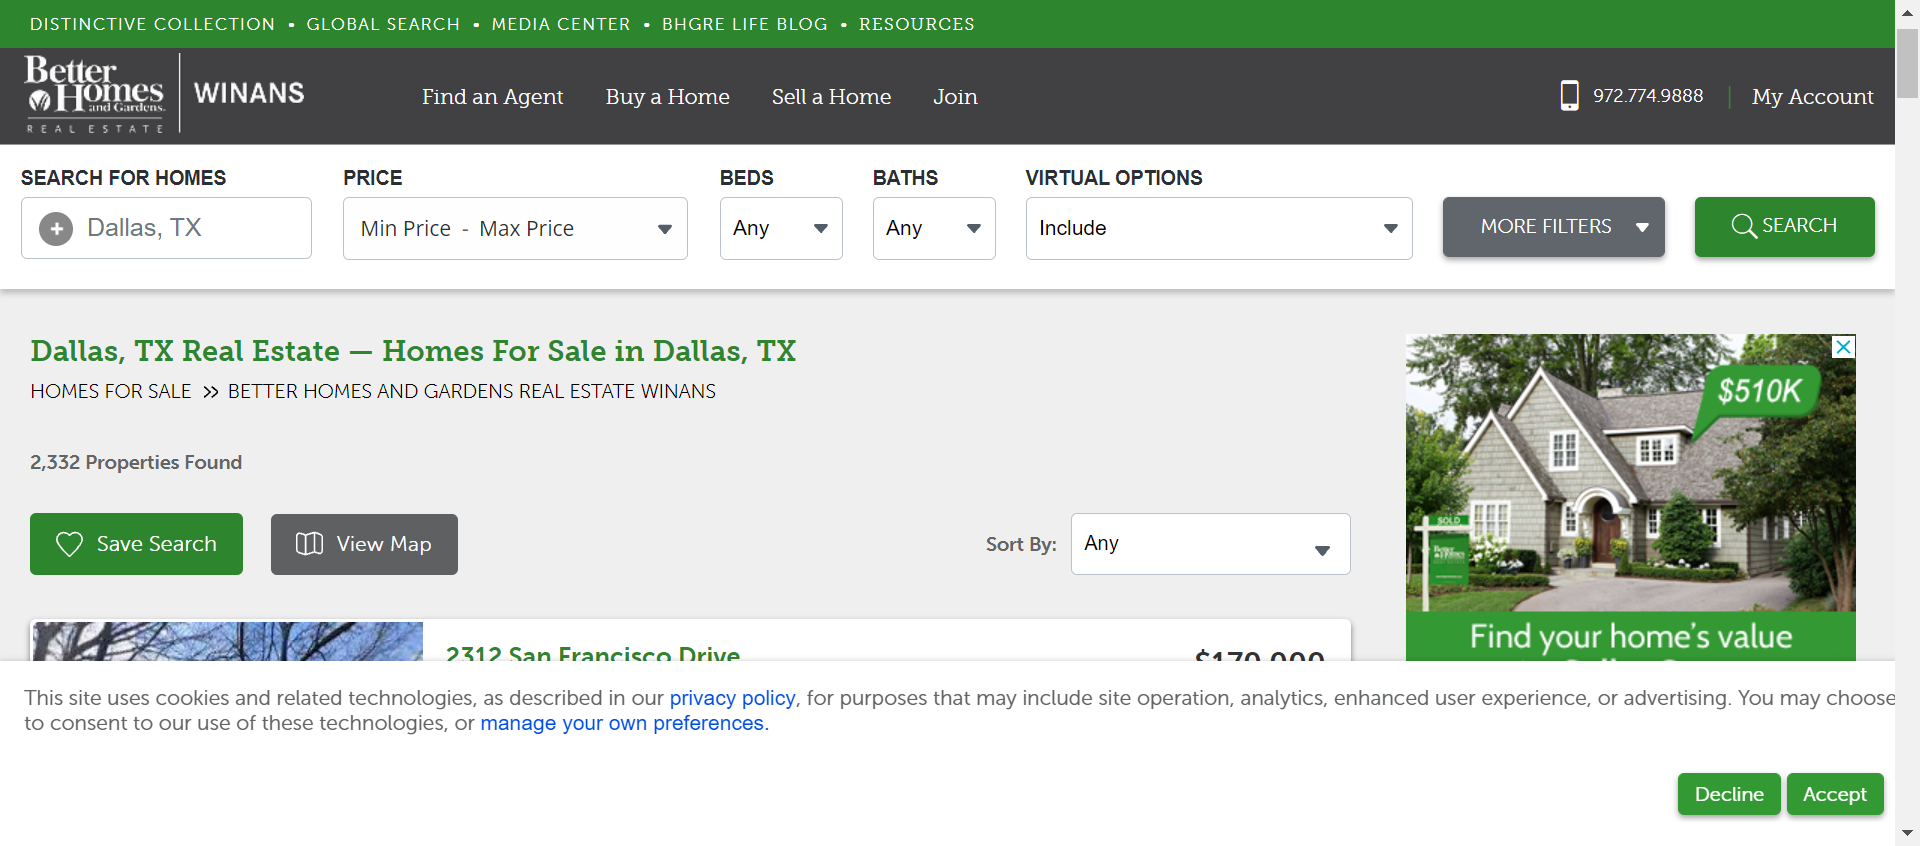 DISTINCTIVE COLLECTION • GLOBAL SEARCH • MEDIA CENTER • BHGRE LIFE BLOG • RESOURCES
Better Homes and Gardens. REAL ESTATE | WINANS
Find an Agent Buy a Home Sell a Home Join
972.774.9888 | My Account
SEARCH FOR HOMES PRICE BEDS BATHS VIRTUAL OPTIONS
Dallas, TX Min Price - Max Price Any Any Include MORE FILTERS SEARCH
Dallas, TX Real Estate — Homes For Sale in Dallas, TX
HOMES FOR SALE » BETTER HOMES AND GARDENS REAL ESTATE WINANS
2,332 Properties Found
Save Search View Map Sort By: Any
$510K
SOLD
Better Homes
Find your home's value
2312 San Francisco Drive $170,000
This site uses cookies and related technologies, as described in our privacy policy, for purposes that may include site operation, analytics, enhanced user experience, or advertising. You may choose
to consent to our use of these technologies, or manage your own preferences.
Decline Accept